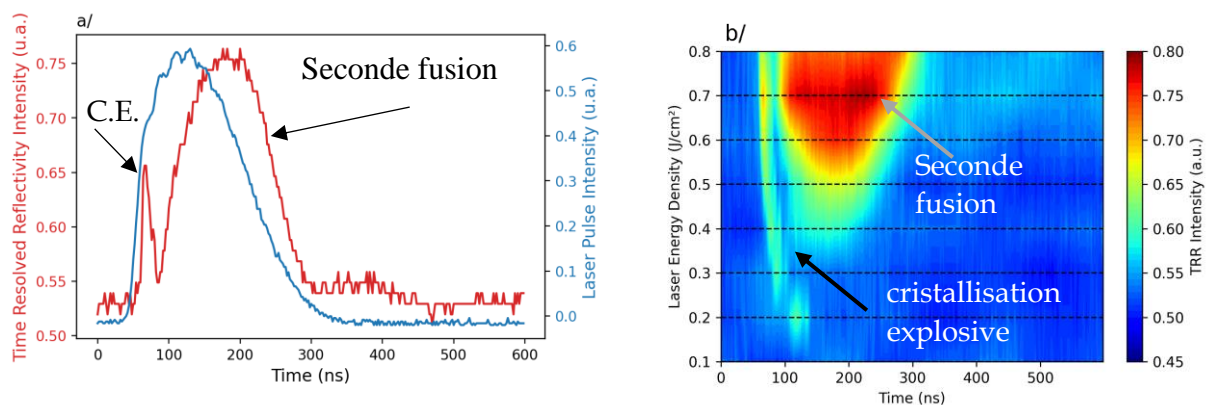 a/
Time Resolved Reflectivity Intensity (u.a.)
0.75
0.70
0.65
0.60
0.55
0.50
C.E.
Seconde fusion
0.6
0.5
0.4
0.3
0.2
0.1
0.0
Laser Pulse Intensity (u.a.)
0 100 200 300 400 500 600
Time (ns)
b/
Laser Energy Density (J/cm²)
0.8
0.7
0.6
0.5
0.4
0.3
0.2
0.1
Seconde
fusion
cristallisation
explosive
0 100 200 300 400 500
Time (ns)
0.80
0.75
0.70
0.65
0.60
0.55
0.50
0.45
TRR Intensity (a.u.)